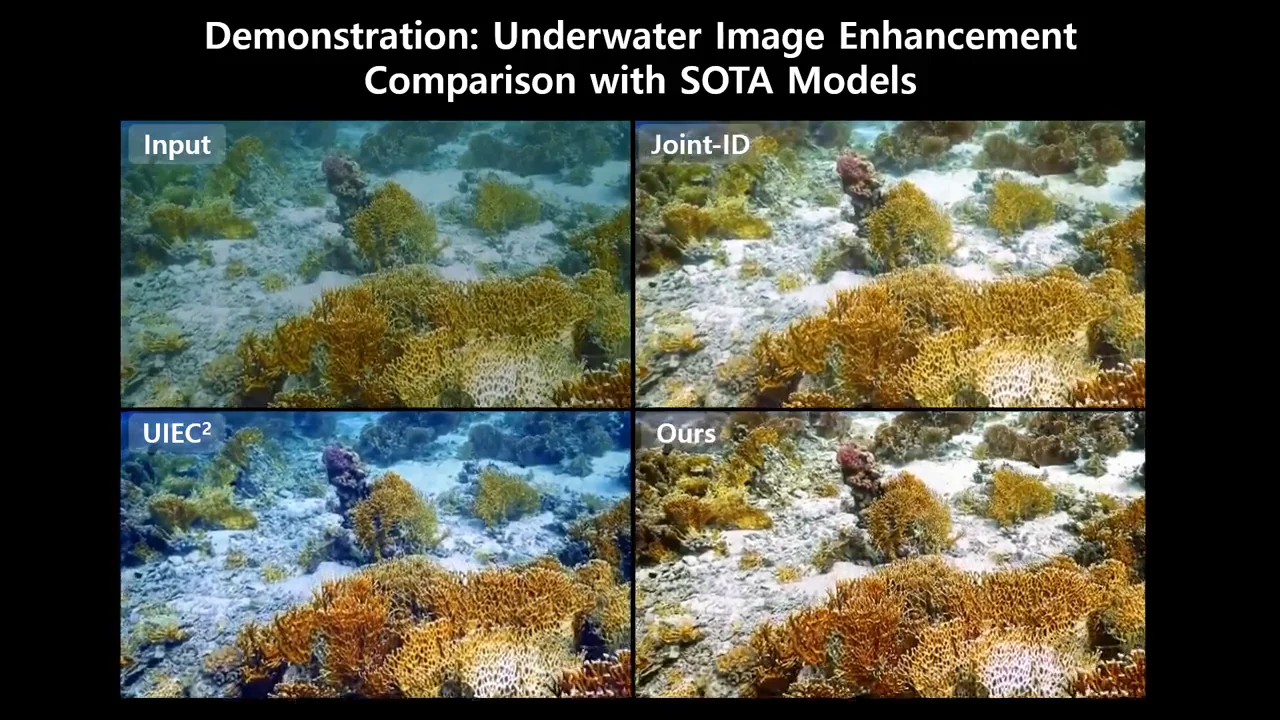 Demonstration: Underwater Image Enhancement
Comparison with SOTA Models
Input
Joint-ID
UIEC²
Ours